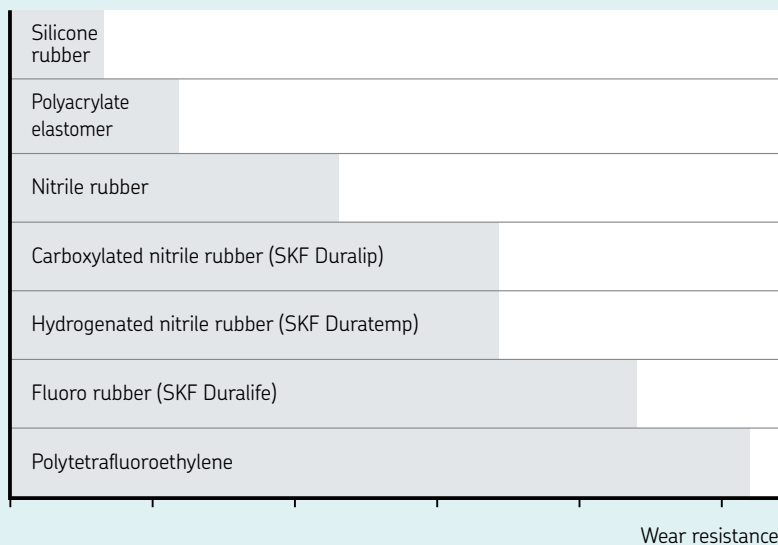 Silicone
rubber
Polyacrylate
elastomer
Nitrile rubber
Carboxylated nitrile rubber (SKF Duralip)
Hydrogenated nitrile rubber (SKF Duratemp)
Fluoro rubber (SKF Duralife)
Polytetrafluoroethylene
Wear resistance